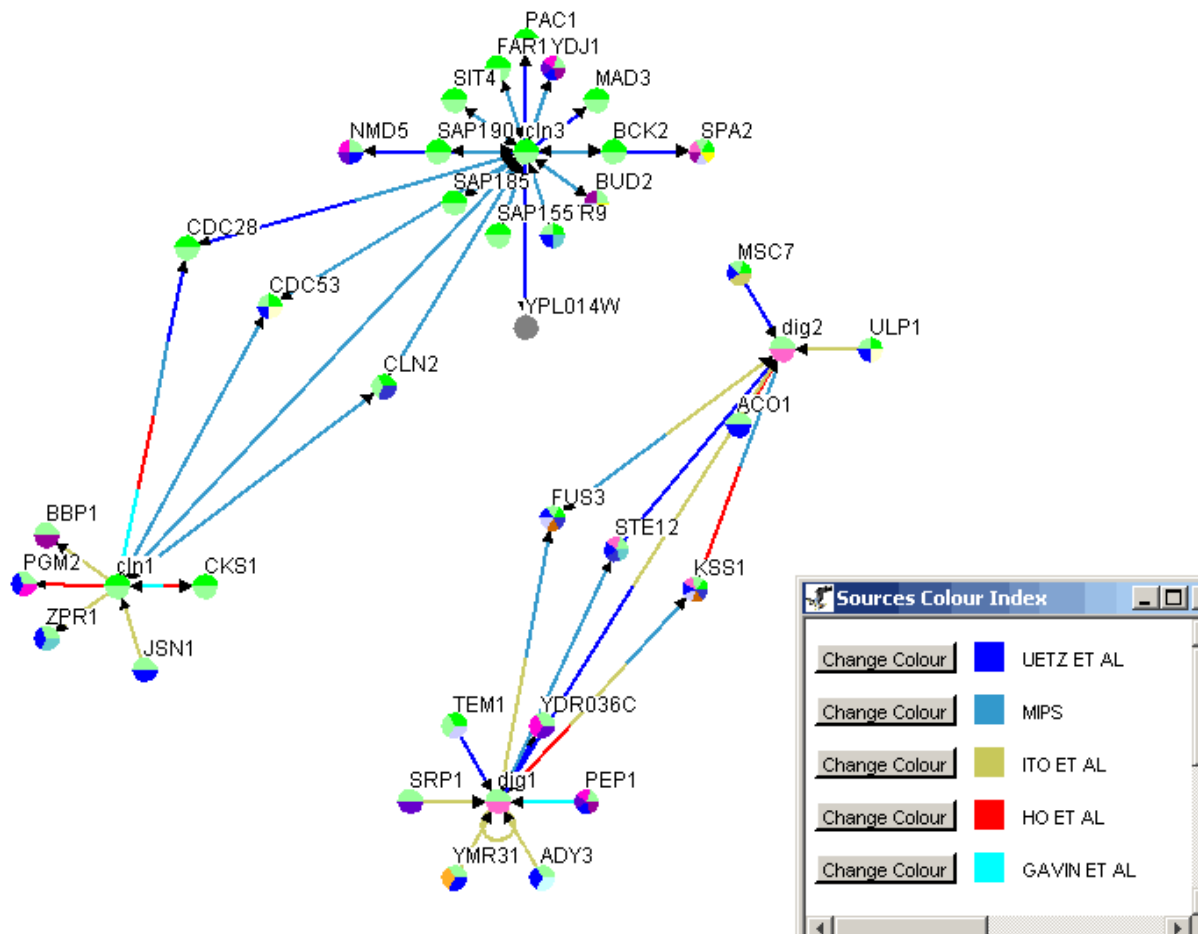 PAC1
FAR1 YDJ1
SIT4
MAD3
NMD5
SAP190 cln3
BCK2
SPA2
SAP185
BUD2
SAP155 R9
CDC28
MSC7
CDC53
YPL014W
dig2
ULP1
CLN2
ACO1
FUS3
BBP1
STE12
PGM2
cln1
CKS1
KSS1
ZPR1
JSN1
TEM1
YDR036C
SRP1
dig1
PEP1
YMR31
ADY3
Sources Colour Index
Change Colour UETZ ET AL
Change Colour MIPS
Change Colour ITO ET AL
Change Colour HO ET AL
Change Colour GAVIN ET AL